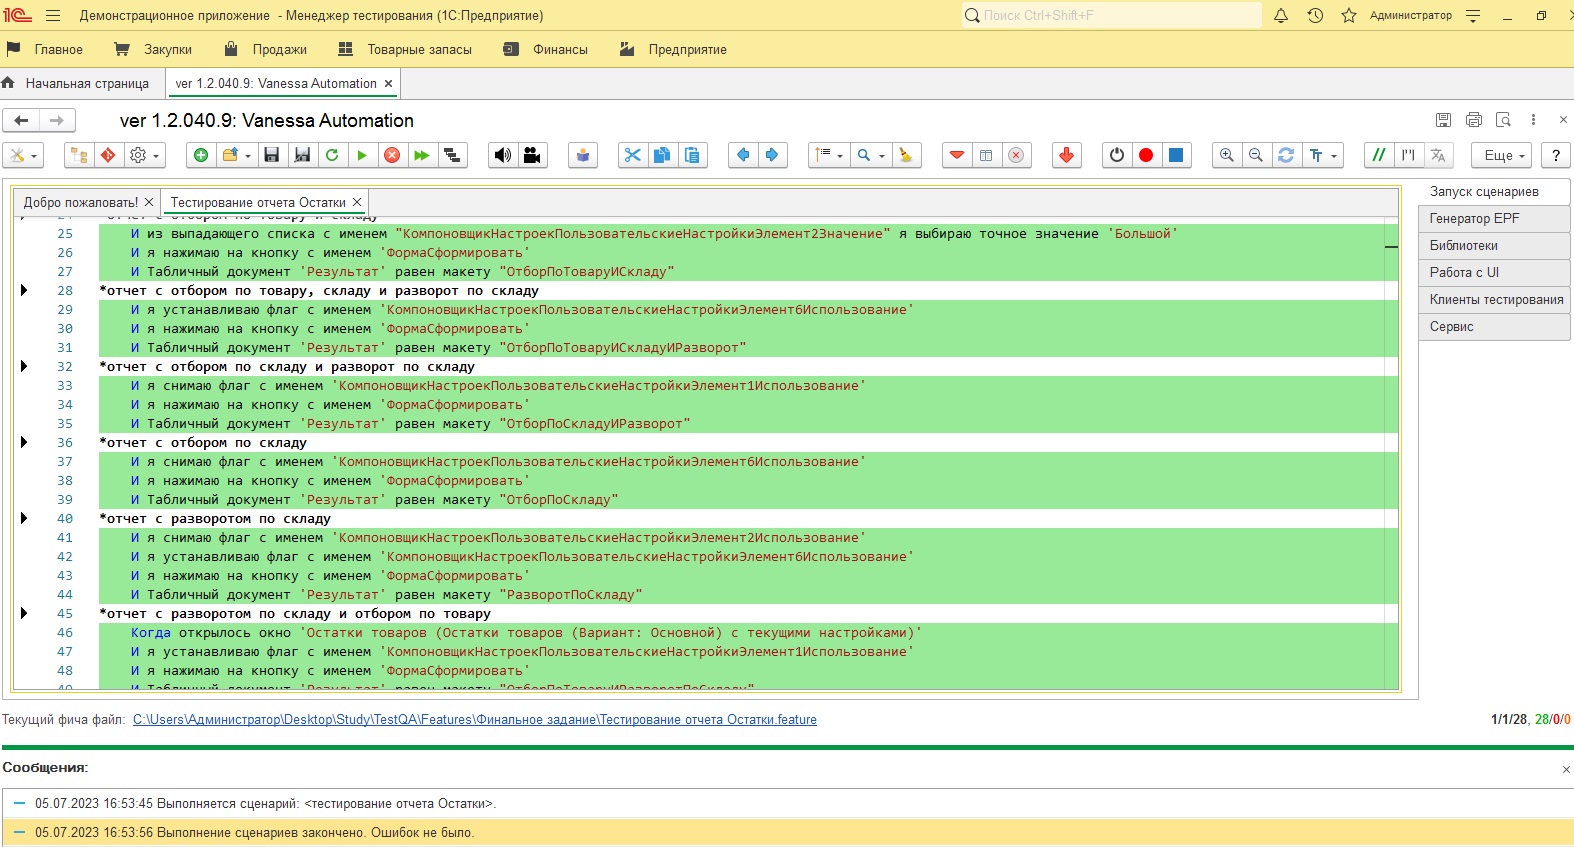 1С Демонстрационное приложение - Менеджер тестирования (1С:Предприятие) Поиск Ctrl+Shift+F Администратор
Главное Закупки Продажи Товарные запасы Финансы Предприятие
Начальная страница ver 1.2.040.9: Vanessa Automation ×
ver 1.2.040.9: Vanessa Automation
Еще ?
Добро пожаловать! × Тестирование отчета Остатки ×
Запуск сценариев
Генератор EPF
Библиотеки
Работа с UI
Клиенты тестирования
Сервис
24 *отчет с отбором по товару и складу
25 И из выпадающего списка с именем "КомпоновщикНастроекПользовательскиеНастройкиЭлемент2Значение" я выбираю точное значение 'Большой'
26 И я нажимаю на кнопку с именем 'ФормаСформировать'
27 И Табличный документ 'Результат' равен макету "ОтборПоТоваруИСкладу"
28 *отчет с отбором по товару, складу и разворот по складу
29 И я устанавливаю флаг с именем 'КомпоновщикНастроекПользовательскиеНастройкиЭлемент6Использование'
30 И я нажимаю на кнопку с именем 'ФормаСформировать'
31 И Табличный документ 'Результат' равен макету "ОтборПоТоваруИСкладуИРазворот"
32 *отчет с отбором по складу и разворот по складу
33 И я снимаю флаг с именем 'КомпоновщикНастроекПользовательскиеНастройкиЭлемент1Использование'
34 И я нажимаю на кнопку с именем 'ФормаСформировать'
35 И Табличный документ 'Результат' равен макету "ОтборПоСкладуИРазворот"
36 *отчет с отбором по складу
37 И я снимаю флаг с именем 'КомпоновщикНастроекПользовательскиеНастройкиЭлемент6Использование'
38 И я нажимаю на кнопку с именем 'ФормаСформировать'
39 И Табличный документ 'Результат' равен макету "ОтборПоСкладу"
40 *отчет с разворотом по складу
41 И я снимаю флаг с именем 'КомпоновщикНастроекПользовательскиеНастройкиЭлемент2Использование'
42 И я устанавливаю флаг с именем 'КомпоновщикНастроекПользовательскиеНастройкиЭлемент6Использование'
43 И я нажимаю на кнопку с именем 'ФормаСформировать'
44 И Табличный документ 'Результат' равен макету "РазворотПоСкладу"
45 *отчет с разворотом по складу и отбором по товару
46 Когда открылось окно 'Остатки товаров (Остатки товаров (Вариант: Основной) с текущими настройками)'
47 И я устанавливаю флаг с именем 'КомпоновщикНастроекПользовательскиеНастройкиЭлемент1Использование'
48 И я нажимаю на кнопку с именем 'ФормаСформировать'
49 И Табличный документ 'Результат' равен макету "ОтборПоТоваруИРазворотПоСкладу"
Текущий фича файл: C:\Users\Администратор\Desktop\Study\TestQA\Features\Финальное задание\Тестирование отчета Остатки.feature 1/1/28, 28/0/0
Сообщения:
05.07.2023 16:53:45 Выполняется сценарий: <тестирование отчета Остатки>.
05.07.2023 16:53:56 Выполнение сценариев закончено. Ошибок не было.